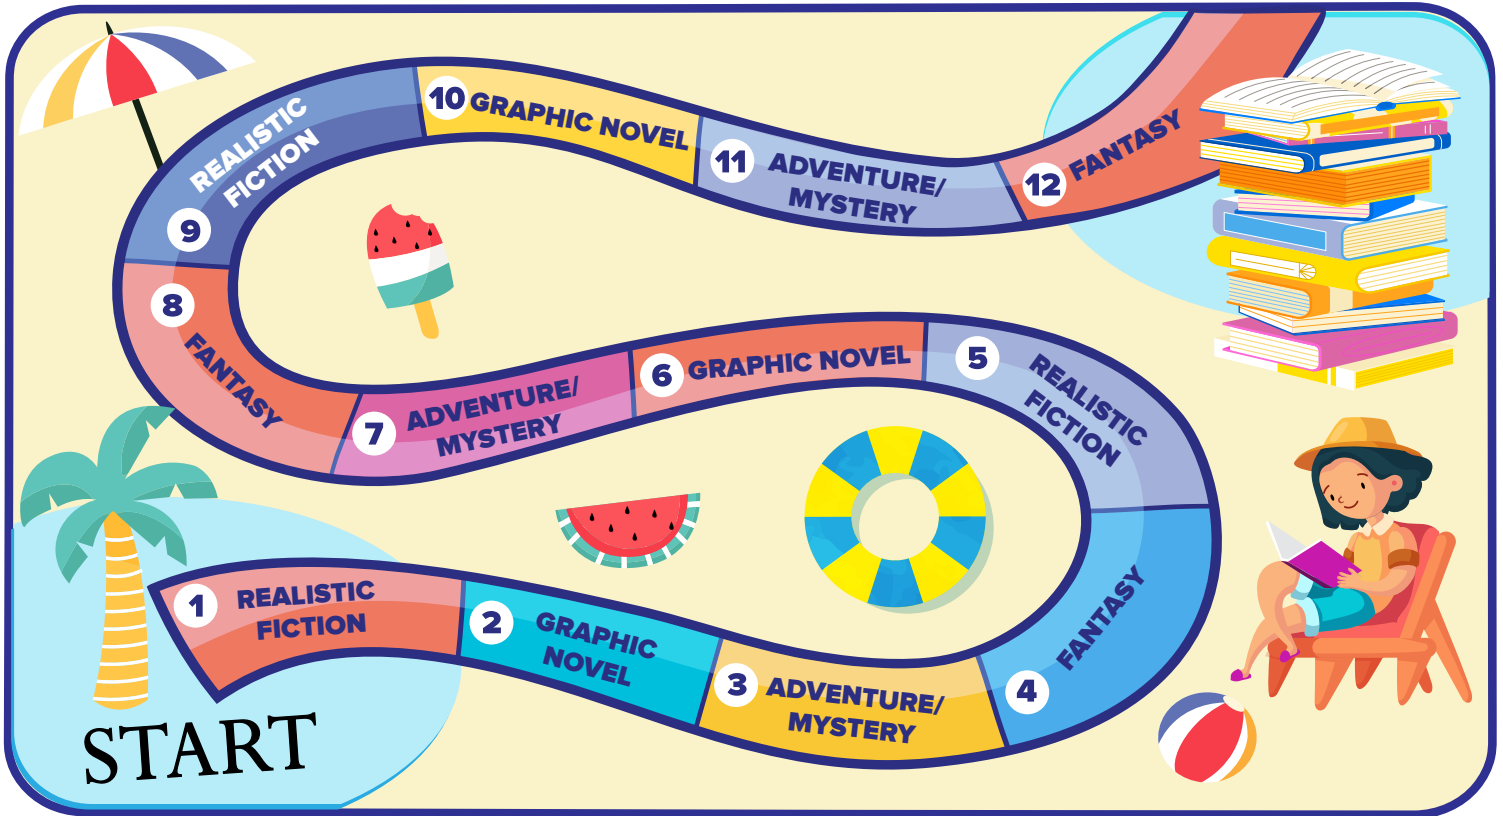 START
1
REALISTIC
FICTION
2
GRAPHIC
NOVEL
3
ADVENTURE/
MYSTERY
4
FANTASY
5
REALISTIC
FICTION
6
GRAPHIC NOVEL
7
ADVENTURE/
MYSTERY
8
FANTASY
9
REALISTIC
FICTION
10
GRAPHIC NOVEL
11
ADVENTURE/
MYSTERY
12
FANTASY